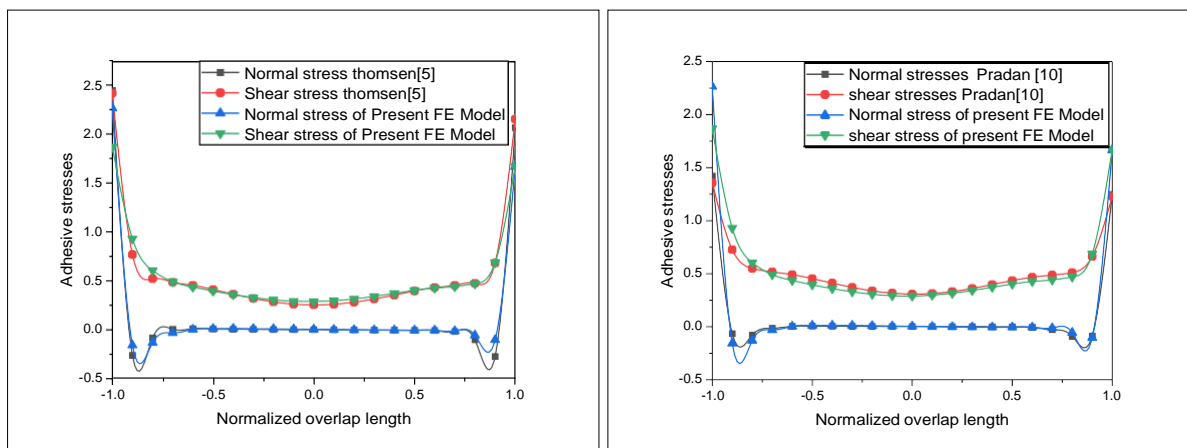 Normal stress thomsen[5]
Shear stress thomsen[5]
Normal stress of Present FE Model
Shear stress of Present FE Model
2.5
2.0
1.5
1.0
0.5
0.0
-0.5
Adhesive stresses
-1.0 -0.5 0.0 0.5 1.0
Normalized overlap length
Normal stresses Pradan [10]
shear stresses Pradan[10]
Normal stress of present FE Model
shear stress of present FE Model
2.5
2.0
1.5
1.0
0.5
0.0
-0.5
Adhesive stresses
-1.0 -0.5 0.0 0.5 1.0
Normalized overlap length